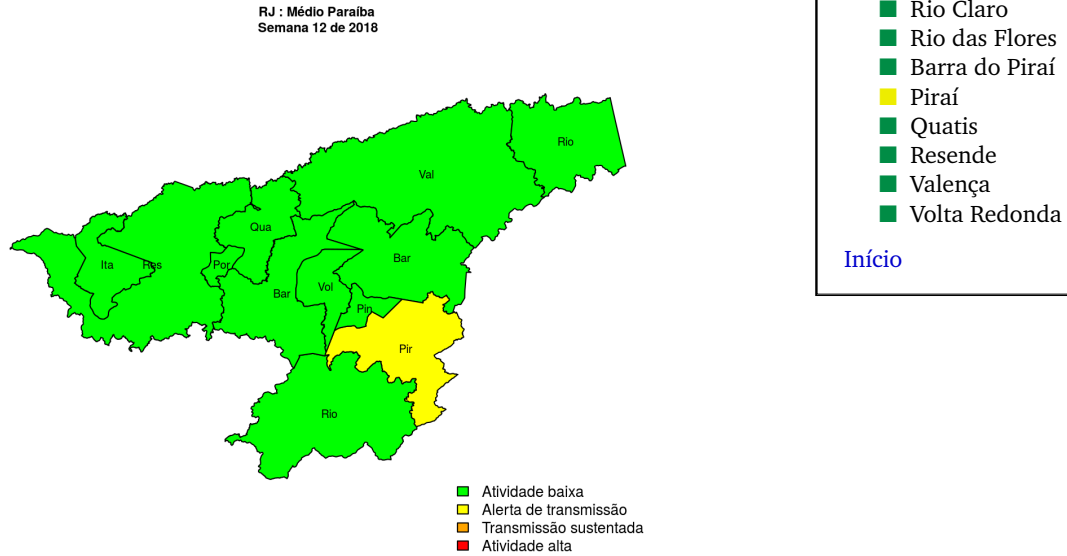 RJ : Médio Paraíba
Semana 12 de 2018
Rio
Val
Qua
Ita
Res
Por
Bar
Bar
Vol
Pin
Pir
Rio
Atividade baixa
Alerta de transmissão
Transmissão sustentada
Atividade alta
Rio Claro
Rio das Flores
Barra do Piraí
Piraí
Quatis
Resende
Valença
Volta Redonda
Início